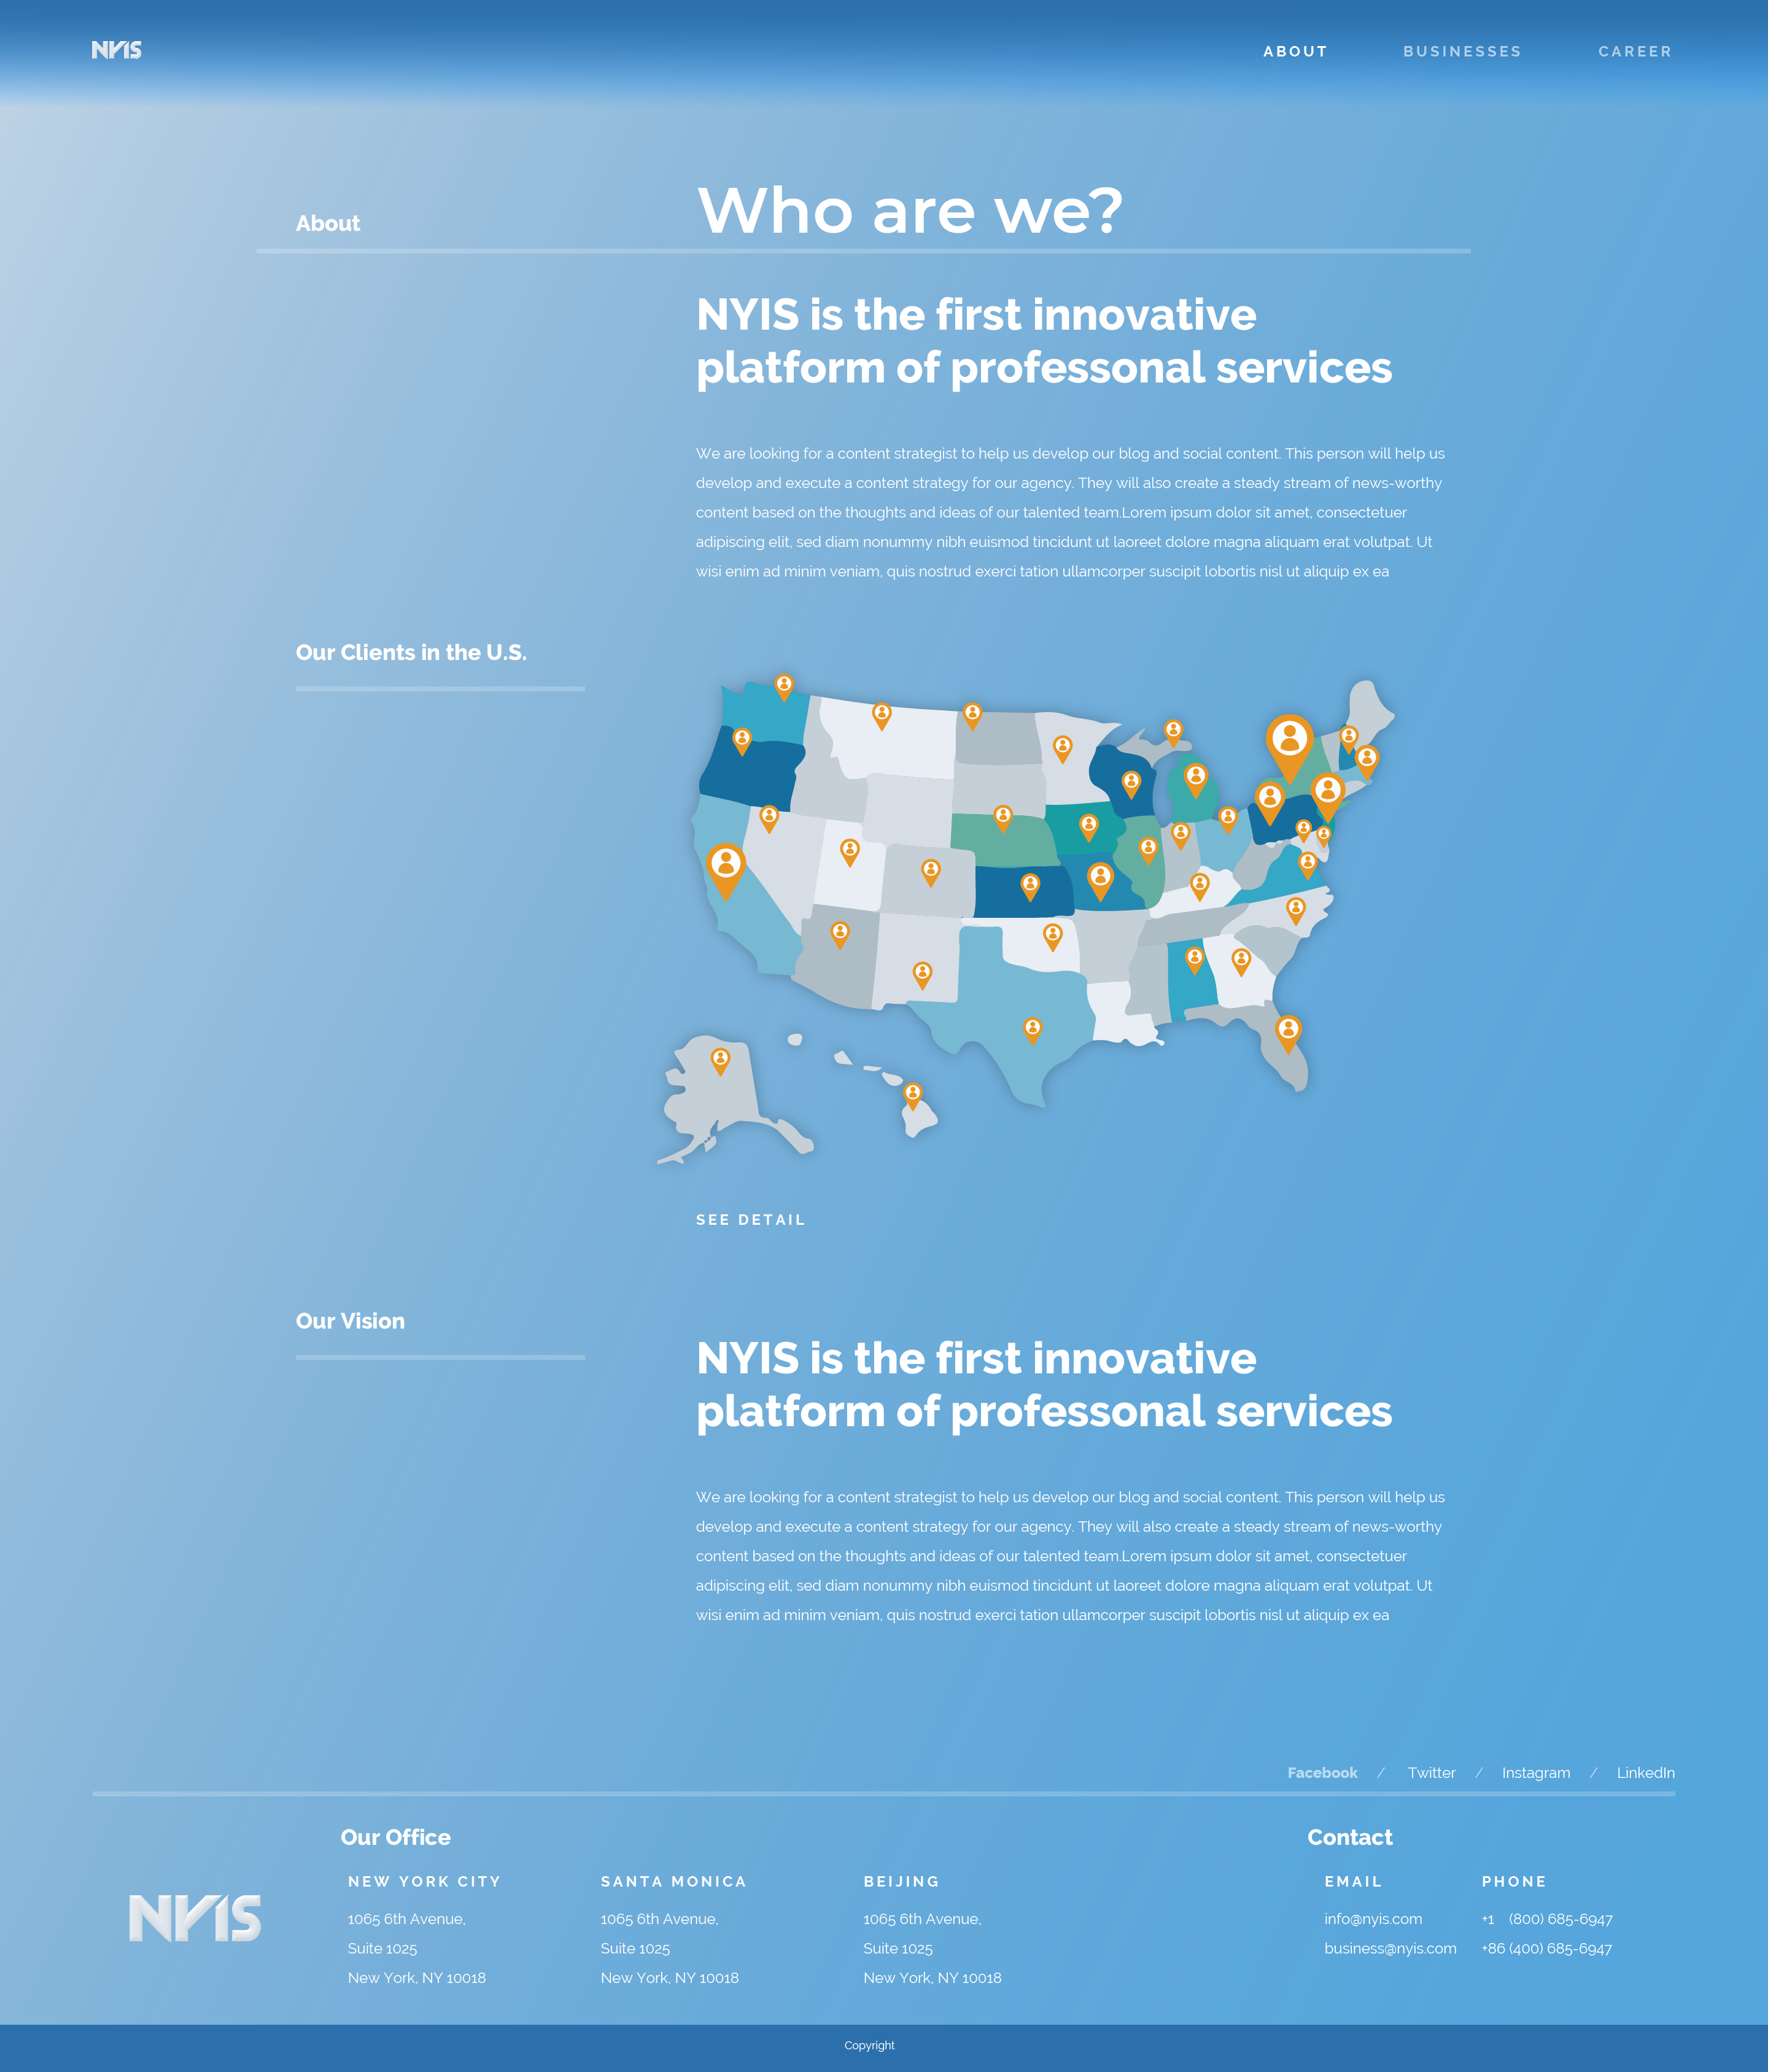 NYIS
ABOUT BUSINESSES CAREER
About
Who are we?
NYIS is the first innovative
platform of professonal services
We are looking for a content strategist to help us develop our blog and social content. This person will help us
develop and execute a content strategy for our agency. They will also create a steady stream of news-worthy
content based on the thoughts and ideas of our talented team.Lorem ipsum dolor sit amet, consectetuer
adipiscing elit, sed diam nonummy nibh euismod tincidunt ut laoreet dolore magna aliquam erat volutpat. Ut
wisi enim ad minim veniam, quis nostrud exerci tation ullamcorper suscipit lobortis nisl ut aliquip ex ea
Our Clients in the U.S.
SEE DETAIL
Our Vision
NYIS is the first innovative
platform of professonal services
We are looking for a content strategist to help us develop our blog and social content. This person will help us
develop and execute a content strategy for our agency. They will also create a steady stream of news-worthy
content based on the thoughts and ideas of our talented team.Lorem ipsum dolor sit amet, consectetuer
adipiscing elit, sed diam nonummy nibh euismod tincidunt ut laoreet dolore magna aliquam erat volutpat. Ut
wisi enim ad minim veniam, quis nostrud exerci tation ullamcorper suscipit lobortis nisl ut aliquip ex ea
Facebook / Twitter / Instagram / LinkedIn
NYIS
Our Office
NEW YORK CITY
1065 6th Avenue,
Suite 1025
New York, NY 10018
SANTA MONICA
1065 6th Avenue,
Suite 1025
New York, NY 10018
BEIJING
1065 6th Avenue,
Suite 1025
New York, NY 10018
Contact
EMAIL
info@nyis.com
business@nyis.com
PHONE
+1 (800) 685-6947
+86 (400) 685-6947
Copyright